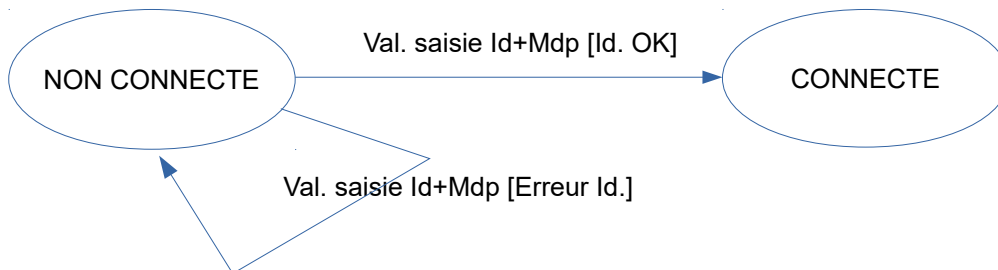 Val. saisie Id+Mdp [Id. OK]
NON CONNECTE
CONNECTE
Val. saisie Id+Mdp [Erreur Id.]